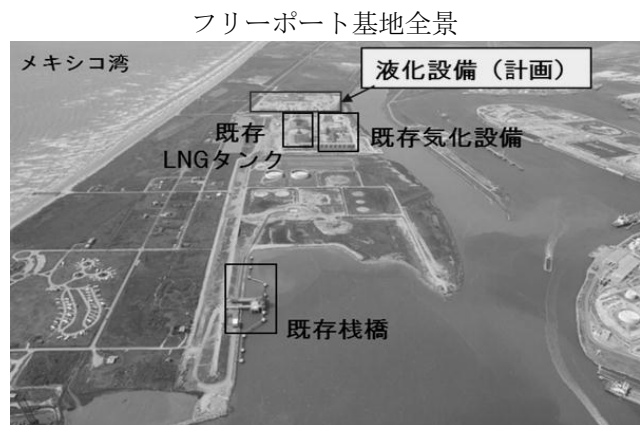 フリーポート基地全景
メキシコ湾
液化設備（計画）
既存
LNGタンク
既存気化設備
既存桟橋